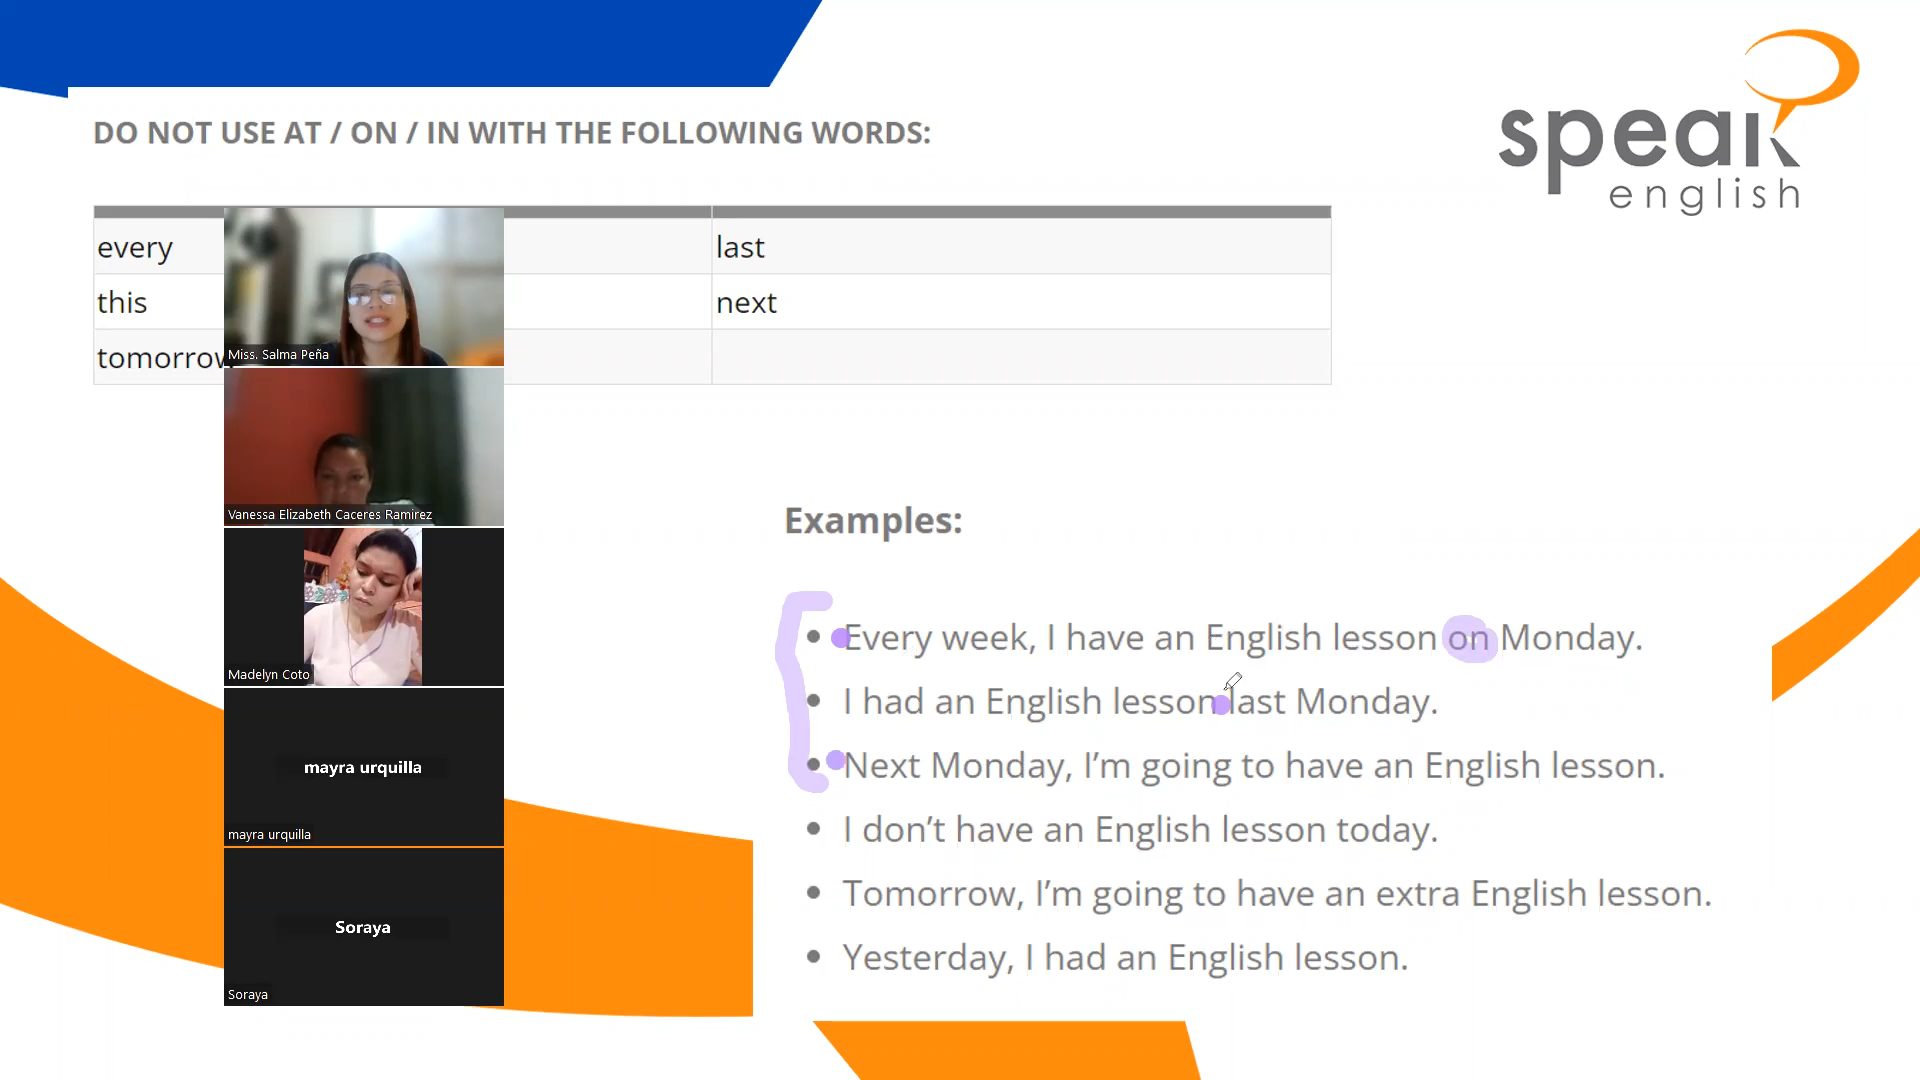 DO NOT USE AT / ON / IN WITH THE FOLLOWING WORDS:
speak
english
every
last
this
next
tomorrow
Miss. Salma Peña
Vanessa Elizabeth Caceres Ramirez
Madelyn Coto
mayra urquilla
mayra urquilla
Soraya
Soraya
Examples:
• Every week, I have an English lesson on Monday.
• I had an English lesson last Monday.
• Next Monday, I'm going to have an English lesson.
• I don't have an English lesson today.
• Tomorrow, I'm going to have an extra English lesson.
• Yesterday, I had an English lesson.